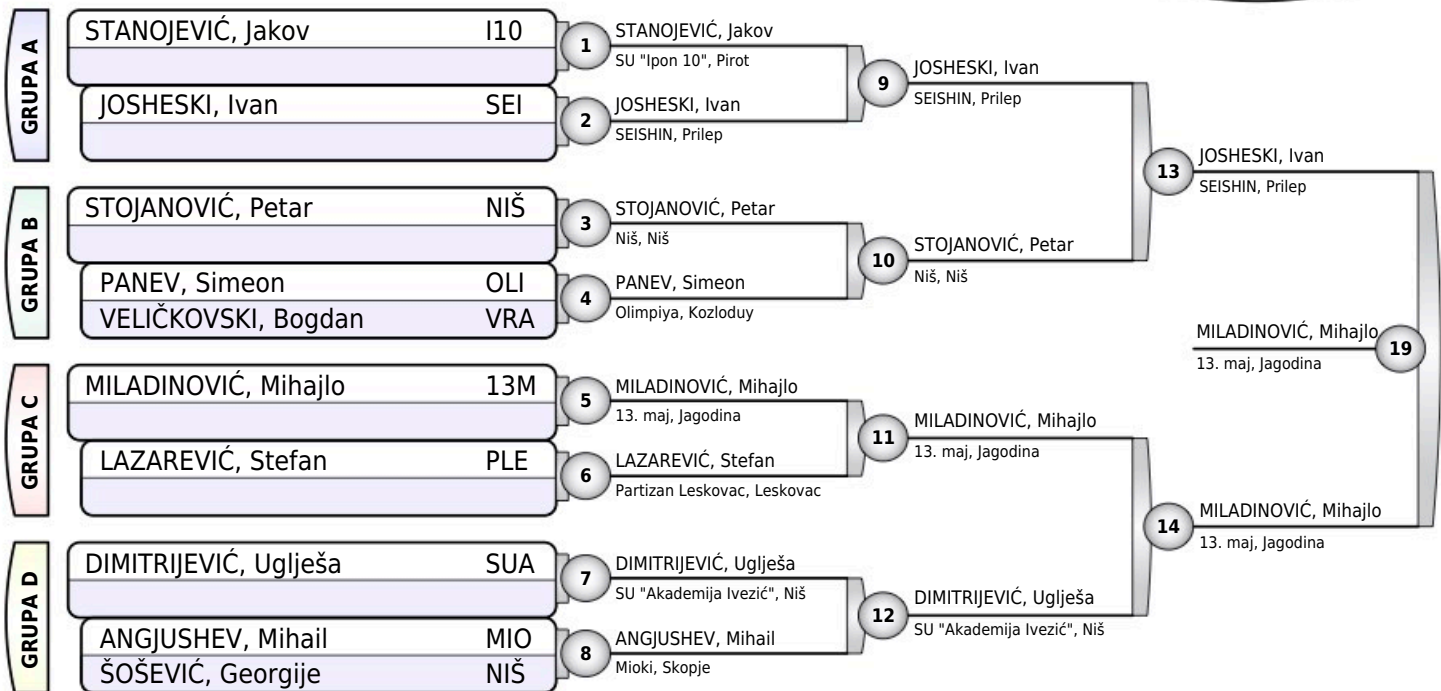 GRUPA A
STANOJEVIĆ, Jakov I10
JOSHESKI, Ivan SEI
1
STANOJEVIĆ, Jakov
SU "Ipon 10", Pirot
2
JOSHESKI, Ivan
SEISHIN, Prilep
9
JOSHESKI, Ivan
SEISHIN, Prilep
GRUPA B
STOJANOVIĆ, Petar NIŠ
PANEV, Simeon OLI
VELIČKOVSKI, Bogdan VRA
3
STOJANOVIĆ, Petar
Niš, Niš
4
PANEV, Simeon
Olimpiya, Kozloduy
10
STOJANOVIĆ, Petar
Niš, Niš
13
JOSHESKI, Ivan
SEISHIN, Prilep
GRUPA C
MILADINOVIĆ, Mihajlo 13M
LAZAREVIĆ, Stefan PLE
5
MILADINOVIĆ, Mihajlo
13. maj, Jagodina
6
LAZAREVIĆ, Stefan
Partizan Leskovac, Leskovac
11
MILADINOVIĆ, Mihajlo
13. maj, Jagodina
GRUPA D
DIMITRIJEVIĆ, Uglješa SUA
ANGJUSHEV, Mihail MIO
ŠOŠEVIĆ, Georgije NIŠ
7
DIMITRIJEVIĆ, Uglješa
SU "Akademija Ivezić", Niš
8
ANGJUSHEV, Mihail
Mioki, Skopje
12
DIMITRIJEVIĆ, Uglješa
SU "Akademija Ivezić", Niš
14
MILADINOVIĆ, Mihajlo
13. maj, Jagodina
MILADINOVIĆ, Mihajlo
13. maj, Jagodina
19